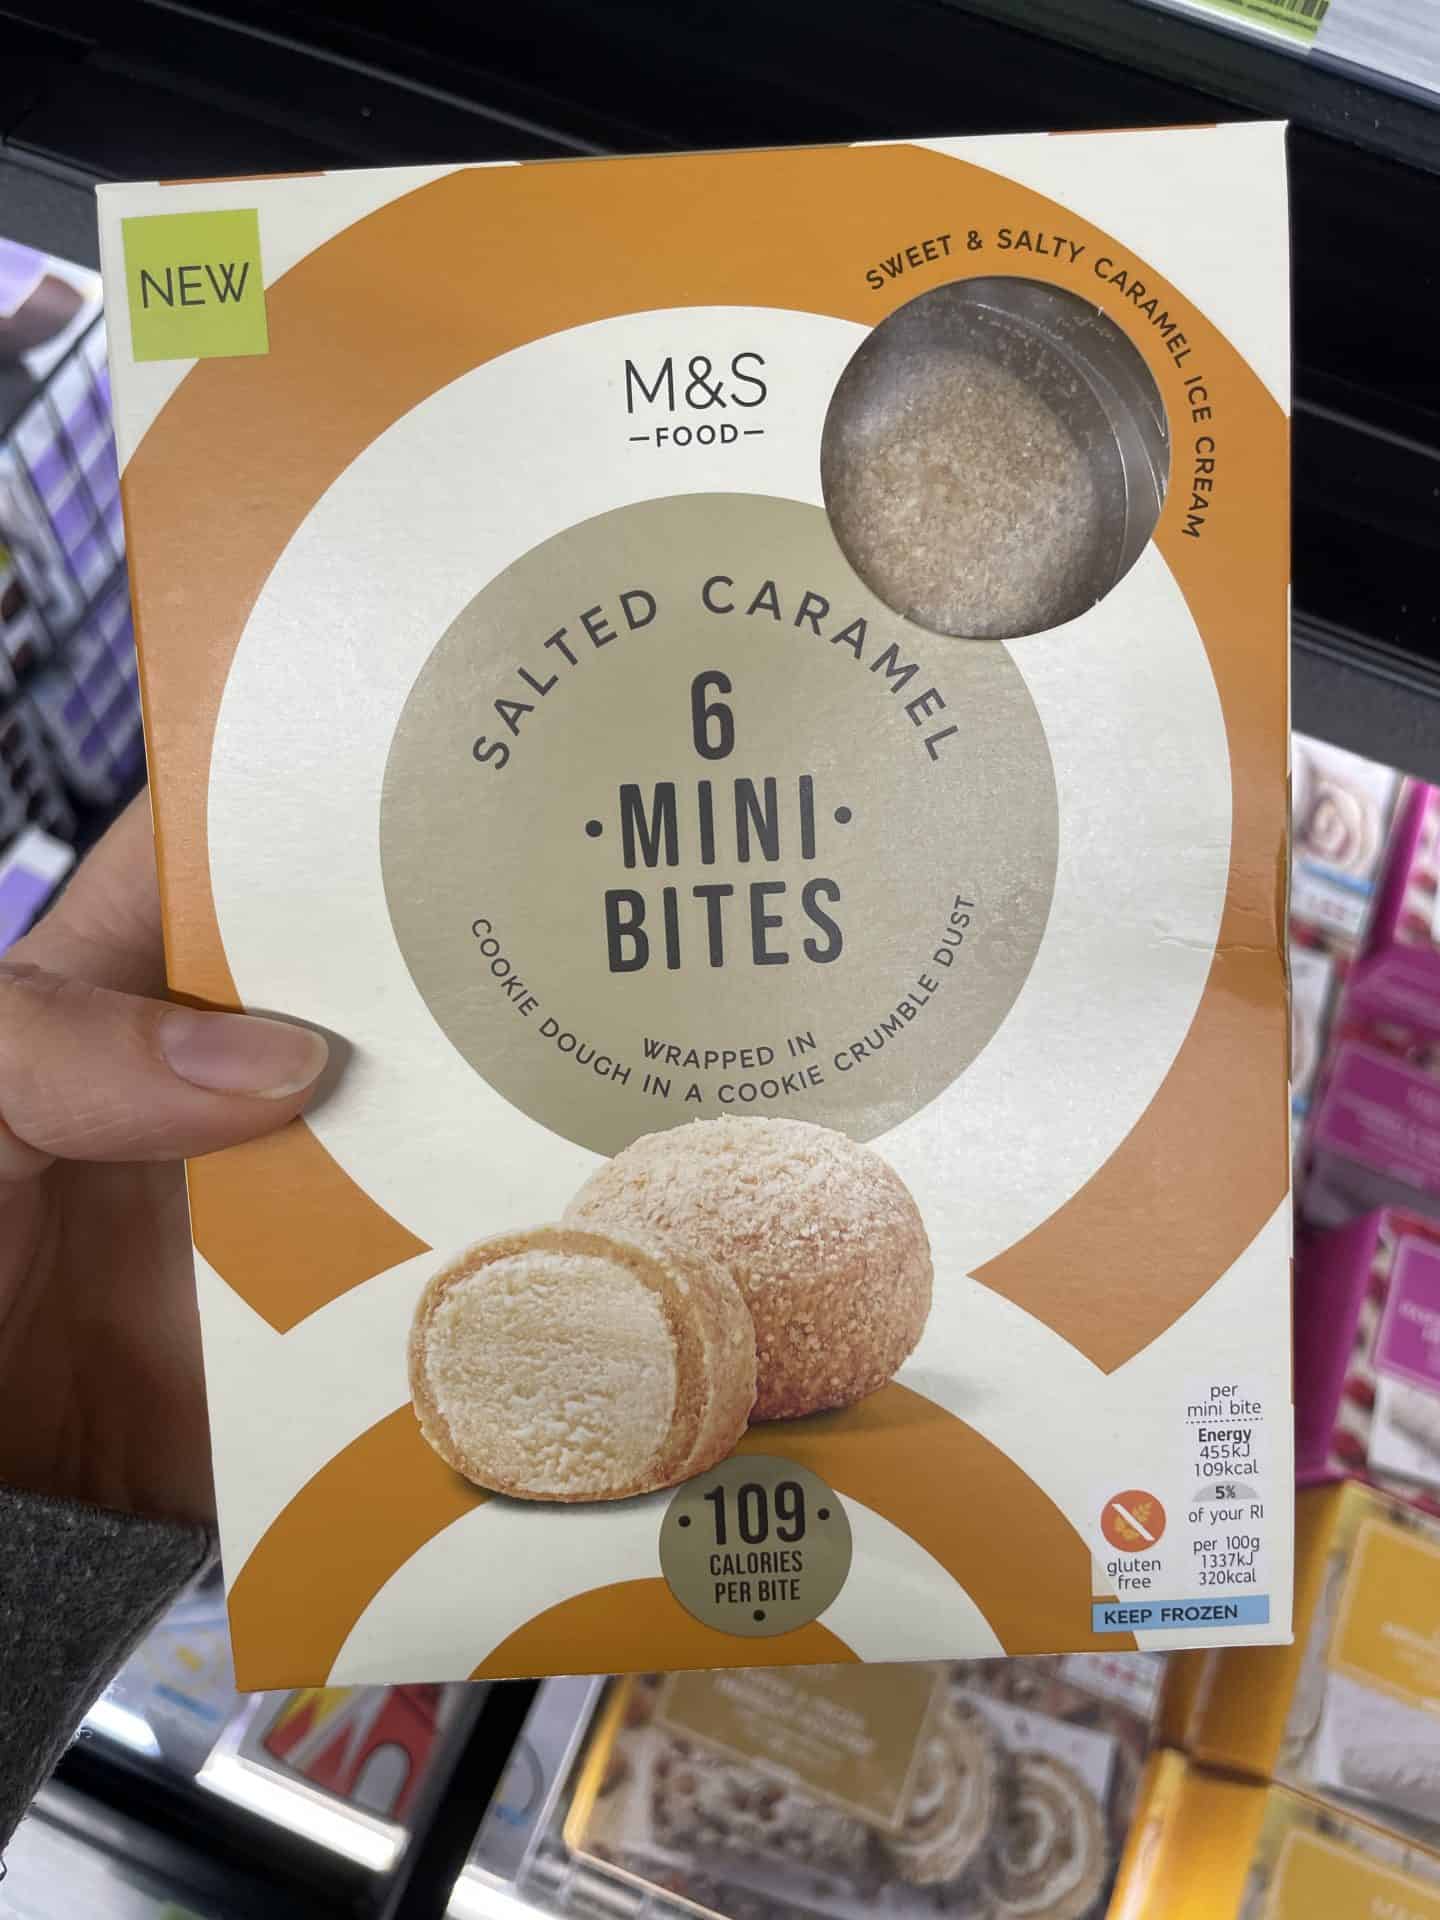 NEW
SWEET & SALTY CARAMEL ICE CREAM
M&S
FOOD
SALTED CARAMEL
6
•MINI•
BITES
WRAPPED IN
COOKIE DOUGH IN A COOKIE CRUMBLE DUST
•109•
CALORIES
PER BITE
•
per
mini bite
Energy
455kJ
109kcal
5%
of your RI
per 100g
1337kJ
320kcal
gluten
free
KEEP FROZEN